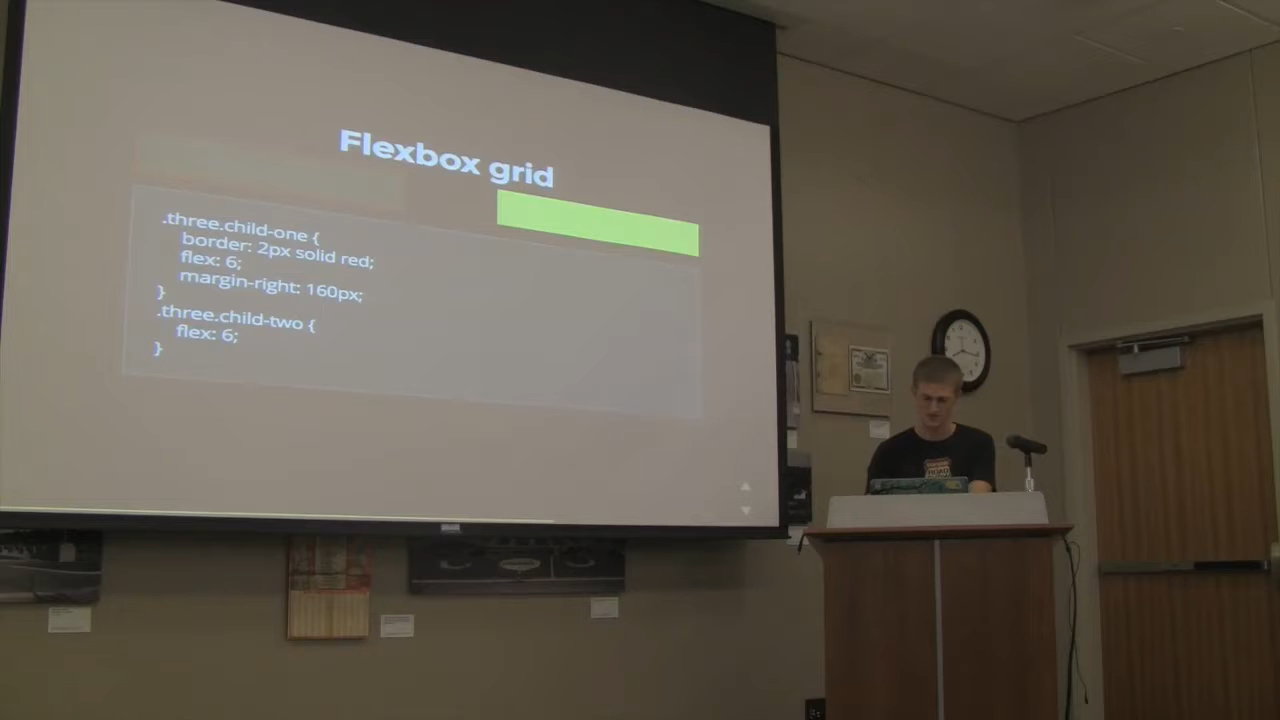 Flexbox grid
.three.child-one {
border: 2px solid red;
flex: 6;
margin-right: 160px;
}
.three.child-two {
flex: 6;
}